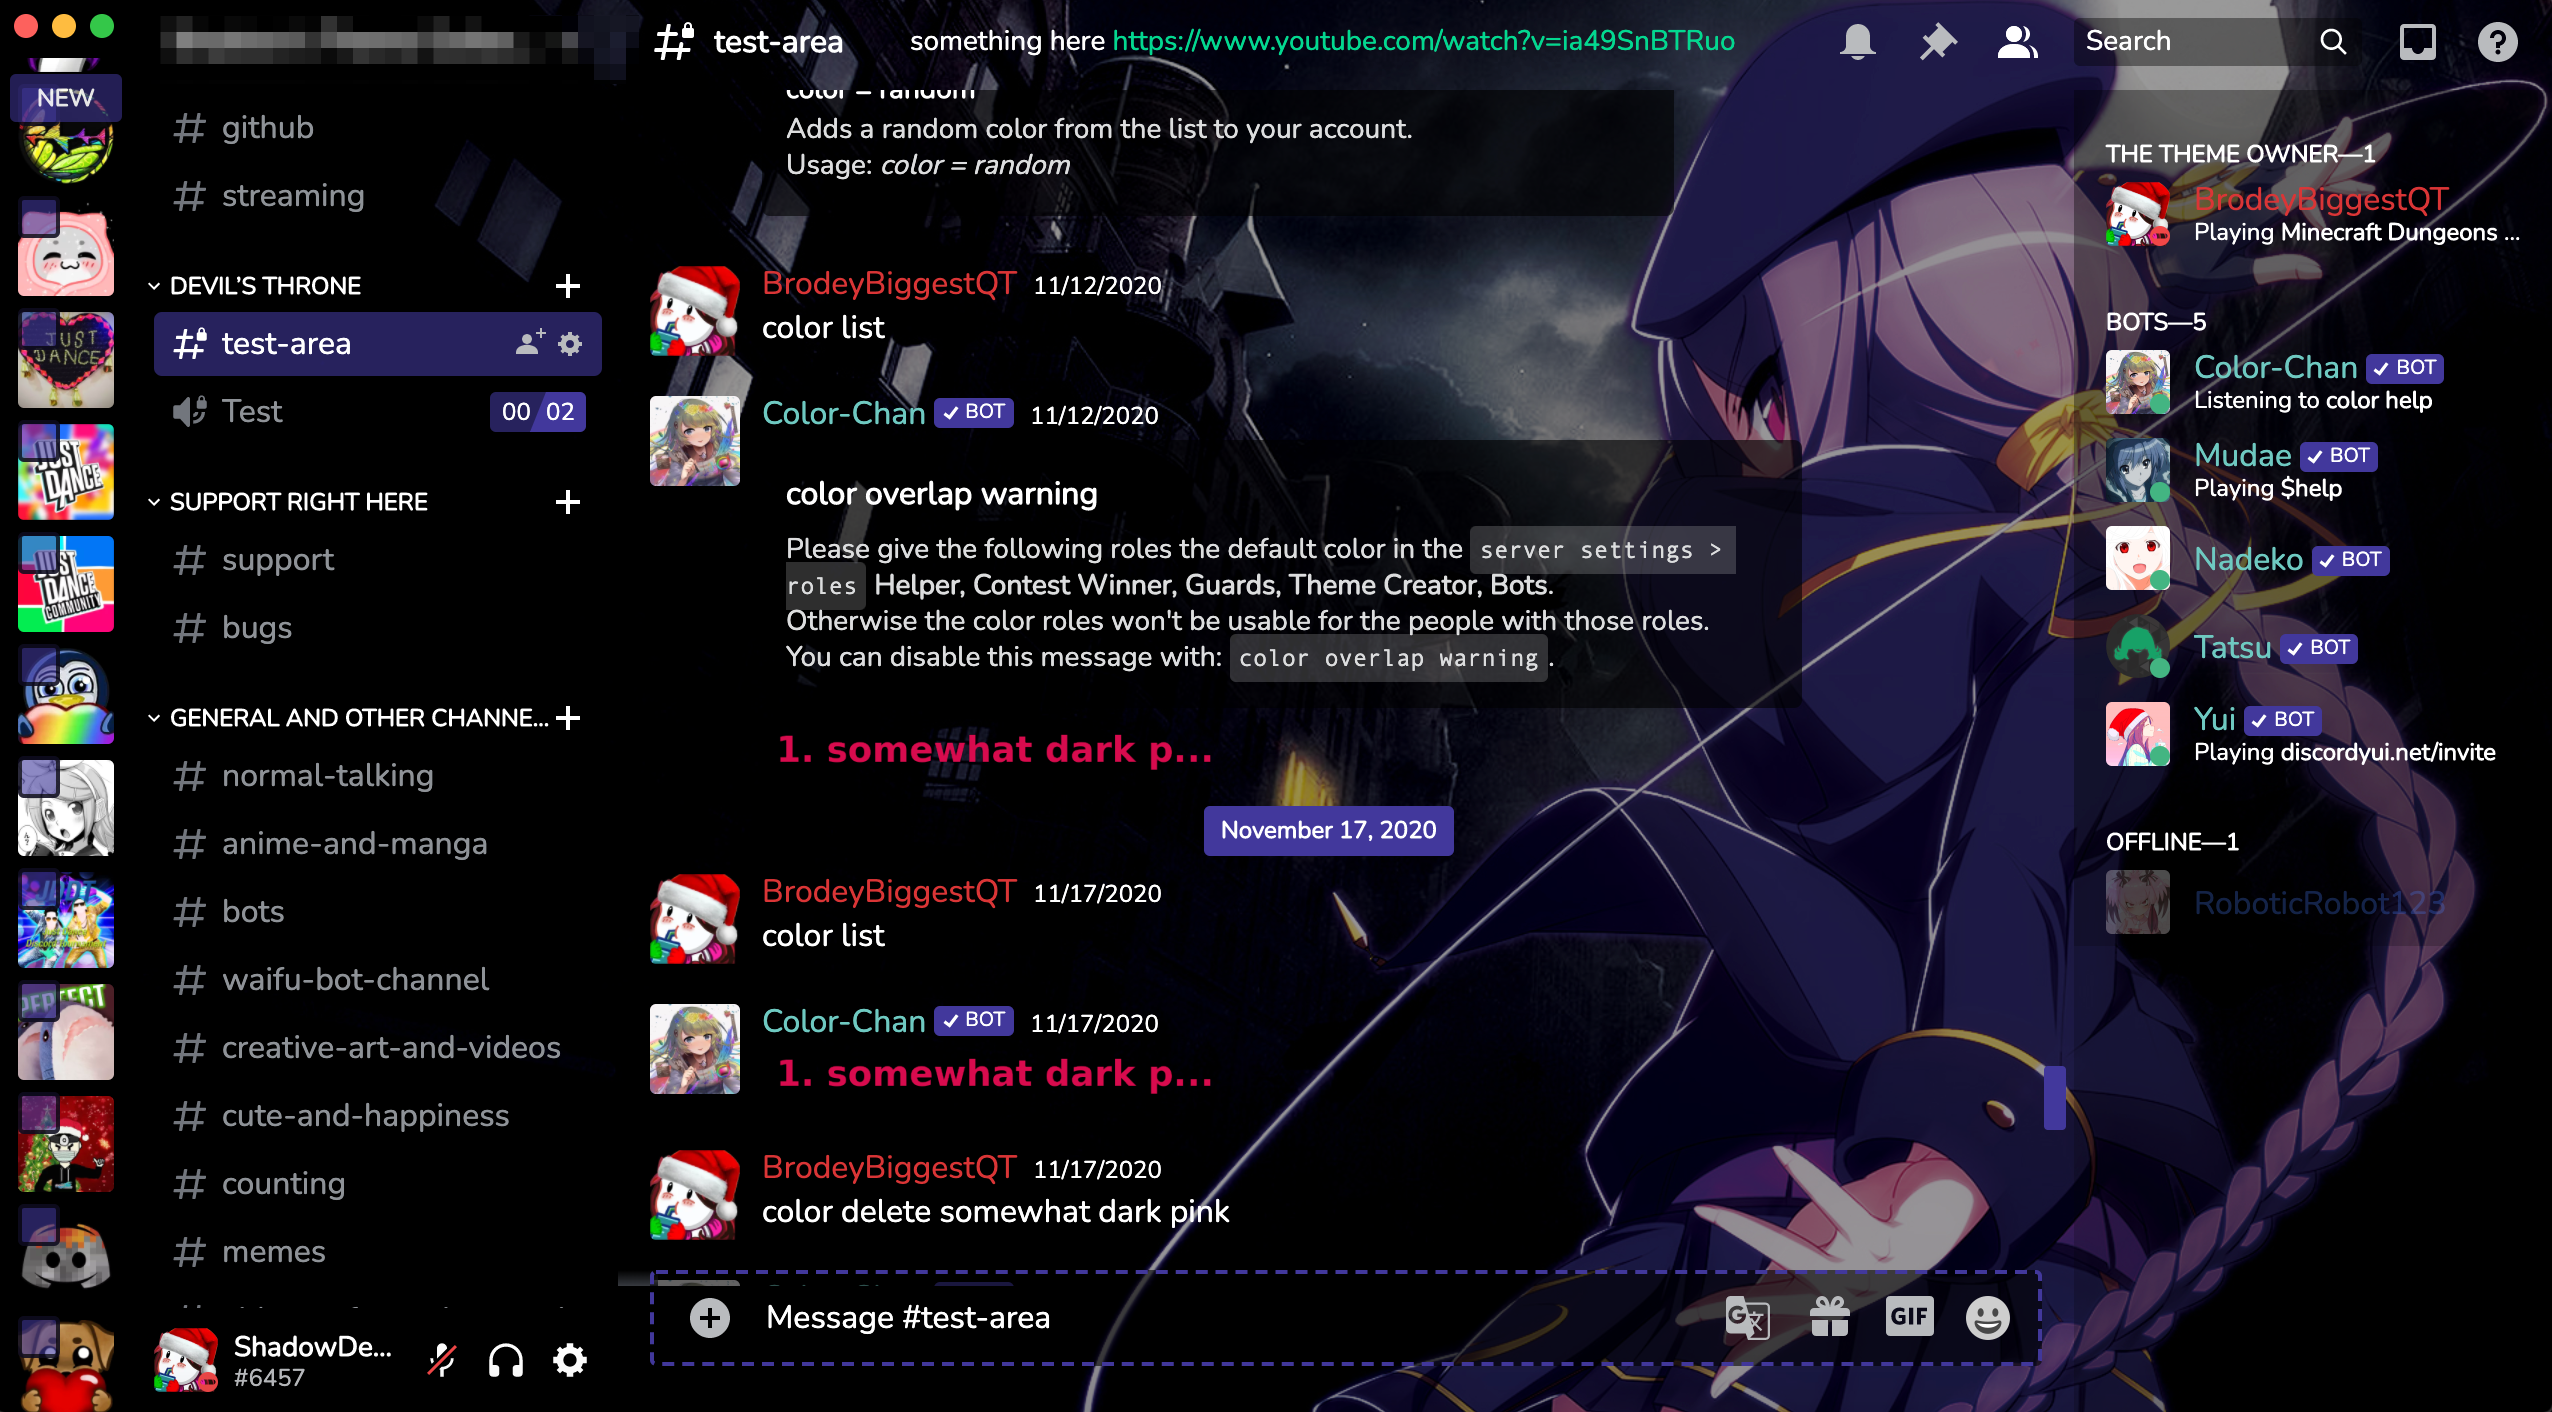 test-area
something here https://www.youtube.com/watch?v=ia49SnBTRuo
Search
NEW
github
streaming
DEVIL'S THRONE
test-area
Test
00 02
SUPPORT RIGHT HERE
support
bugs
GENERAL AND OTHER CHANNE...
normal-talking
anime-and-manga
bots
waifu-bot-channel
creative-art-and-videos
cute-and-happiness
counting
memes
ShadowDe...
#6457
JUST
DANCE
JUST
DANCE
JUST
DANCE
COMMUNITY
color = random
Adds a random color from the list to your account.
Usage: color = random
BrodeyBiggestQT 11/12/2020
color list
Color-Chan BOT 11/12/2020
color overlap warning
Please give the following roles the default color in the server settings >
roles Helper, Contest Winner, Guards, Theme Creator, Bots.
Otherwise the color roles won't be usable for the people with those roles.
You can disable this message with: color overlap warning.
1. somewhat dark p...
November 17, 2020
BrodeyBiggestQT 11/17/2020
color list
Color-Chan BOT 11/17/2020
1. somewhat dark p...
BrodeyBiggestQT 11/17/2020
color delete somewhat dark pink
Message #test-area
GIF
THE THEME OWNER—1
BrodeyBiggestQT
Playing Minecraft Dungeons ...
BOTS—5
Color-Chan BOT
Listening to color help
Mudae BOT
Playing $help
Nadeko BOT
Tatsu BOT
Yui BOT
Playing discordyui.net/invite
OFFLINE—1
RoboticRobot123